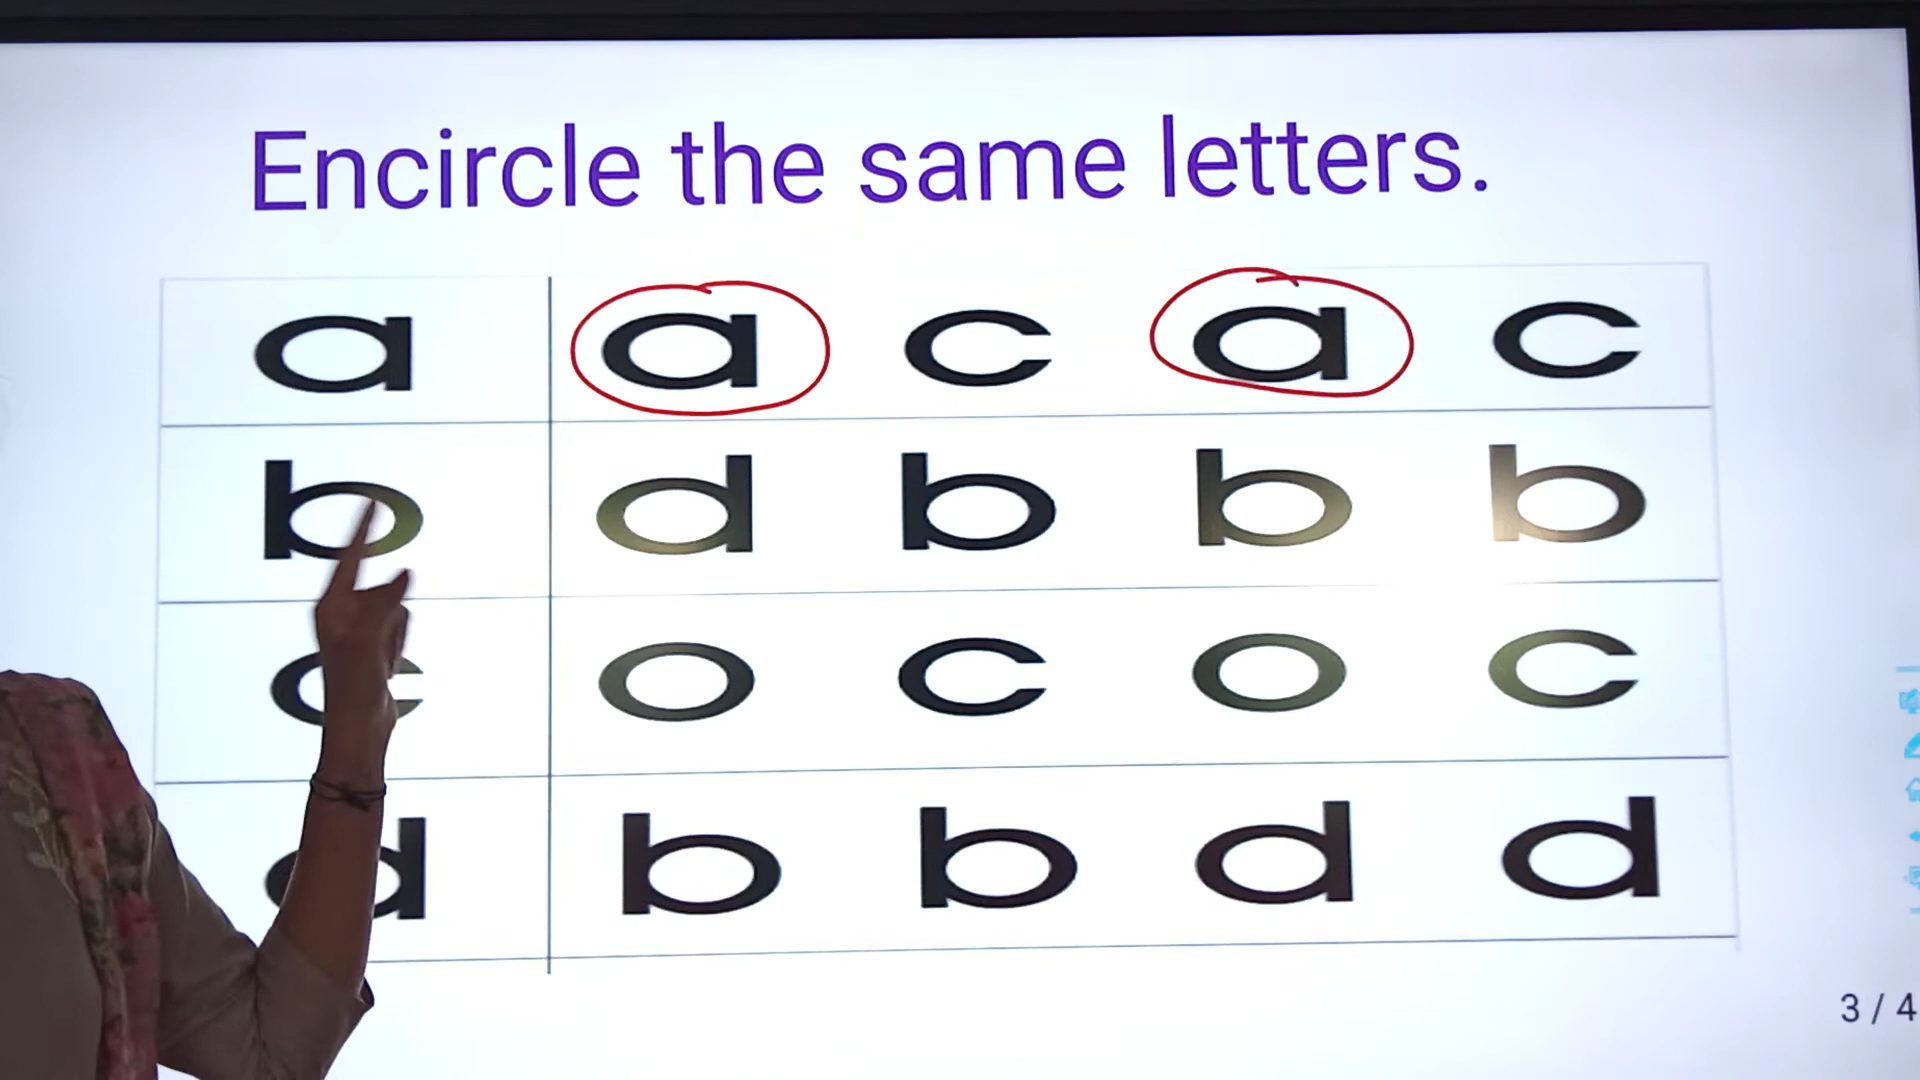 Encircle the same letters.
a a c a c
b d b b b
c o c o c
d b b d d
3 / 4